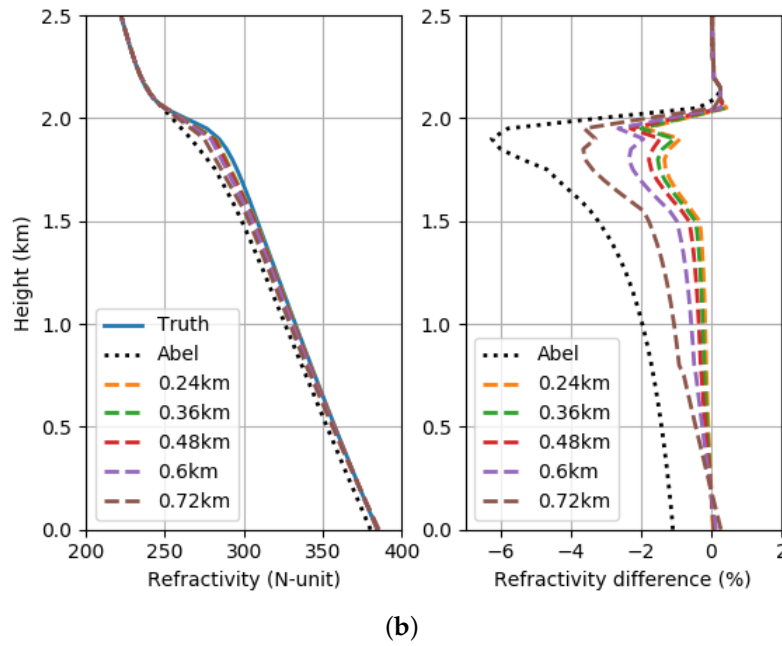 2.5
2.0
1.5
1.0
0.5
0.0
Height (km)
200
250
300
350
400
Refractivity (N-unit)
Truth
Abel
0.24km
0.36km
0.48km
0.6km
0.72km
2.5
2.0
1.5
1.0
0.5
0.0
−6
−4
−2
0
2
Refractivity difference (%)
Abel
0.24km
0.36km
0.48km
0.6km
0.72km
(b)